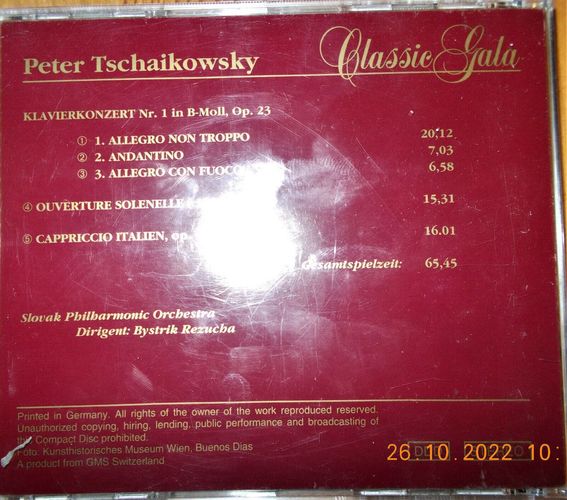 Peter Tschaikowsky Classic Gala
KLAVIERKONZERT Nr. 1 in B-Moll, Op. 23
① 1. ALLEGRO NON TROPPO 20,12
② 2. ANDANTINO 7,03
③ 3. ALLEGRO CON FUOCO 6,58
④ OUVERTURE SOLENELLE 15,31
⑤ CAPPRICCIO ITALIEN, op. 16.01
Gesamtspielzeit: 65,45
Slovak Philharmonic Orchestra
Dirigent: Bystrik Rezucha
Printed in Germany. All rights of the owner of the work reproduced reserved.
Unauthorized copying, hiring, lending, public performance and broadcasting of
this Compact Disc prohibited.
Foto: Kunsthistorisches Museum Wien, Buenos Dias
A product from GMS Switzerland
26.10.2022 10: